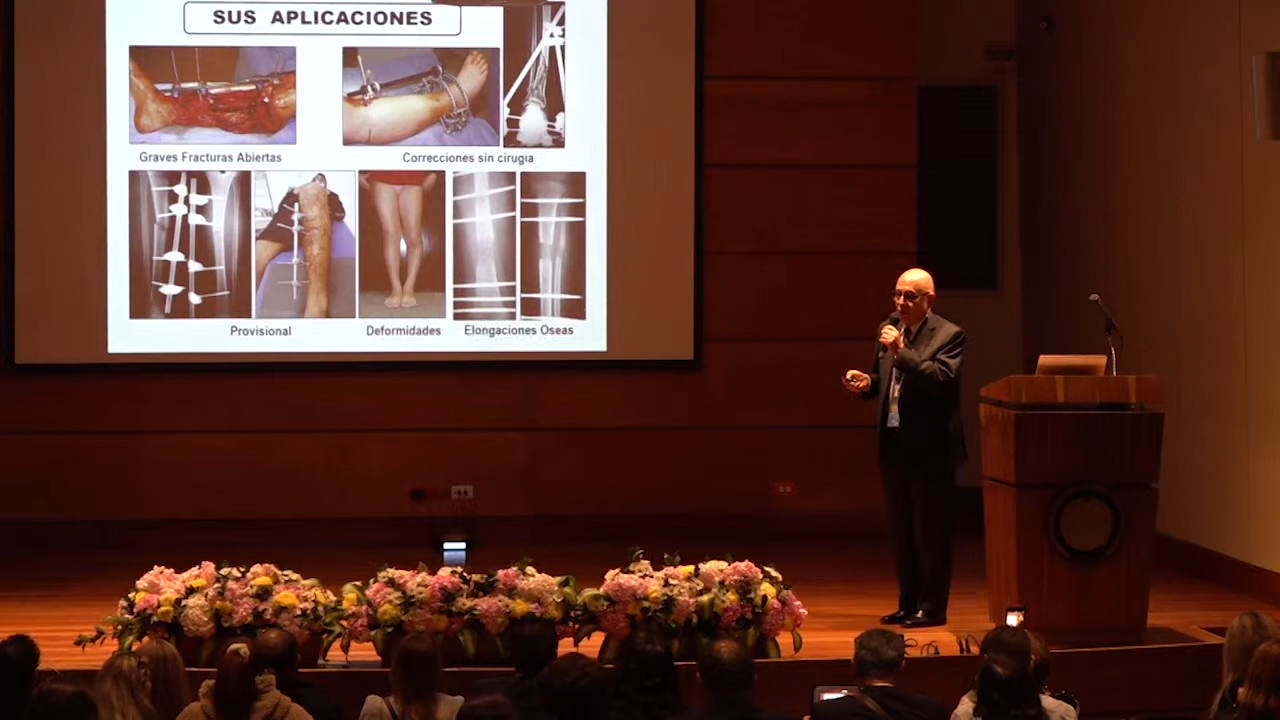 SUS APLICACIONES
Graves Fracturas Abiertas
Correcciones sin cirugia
Provisional
Deformidades
Elongaciones Oseas